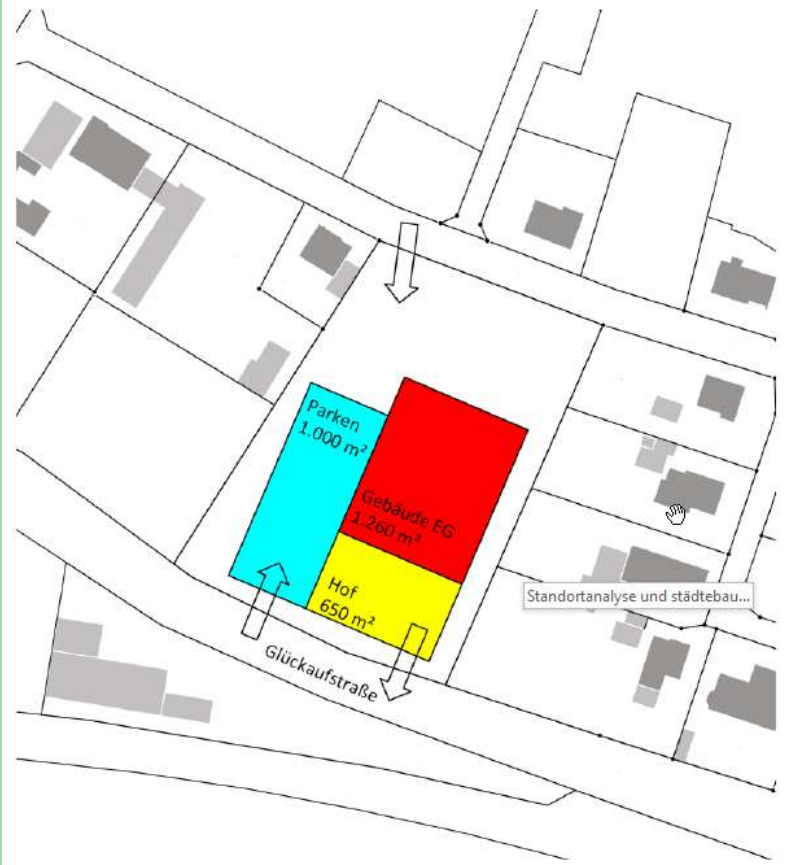 Parken
1.000 m²
Gebäude EG
1.260 m²
Hof
650 m²
Standortanalyse und städtebau...
Glückaufstraße